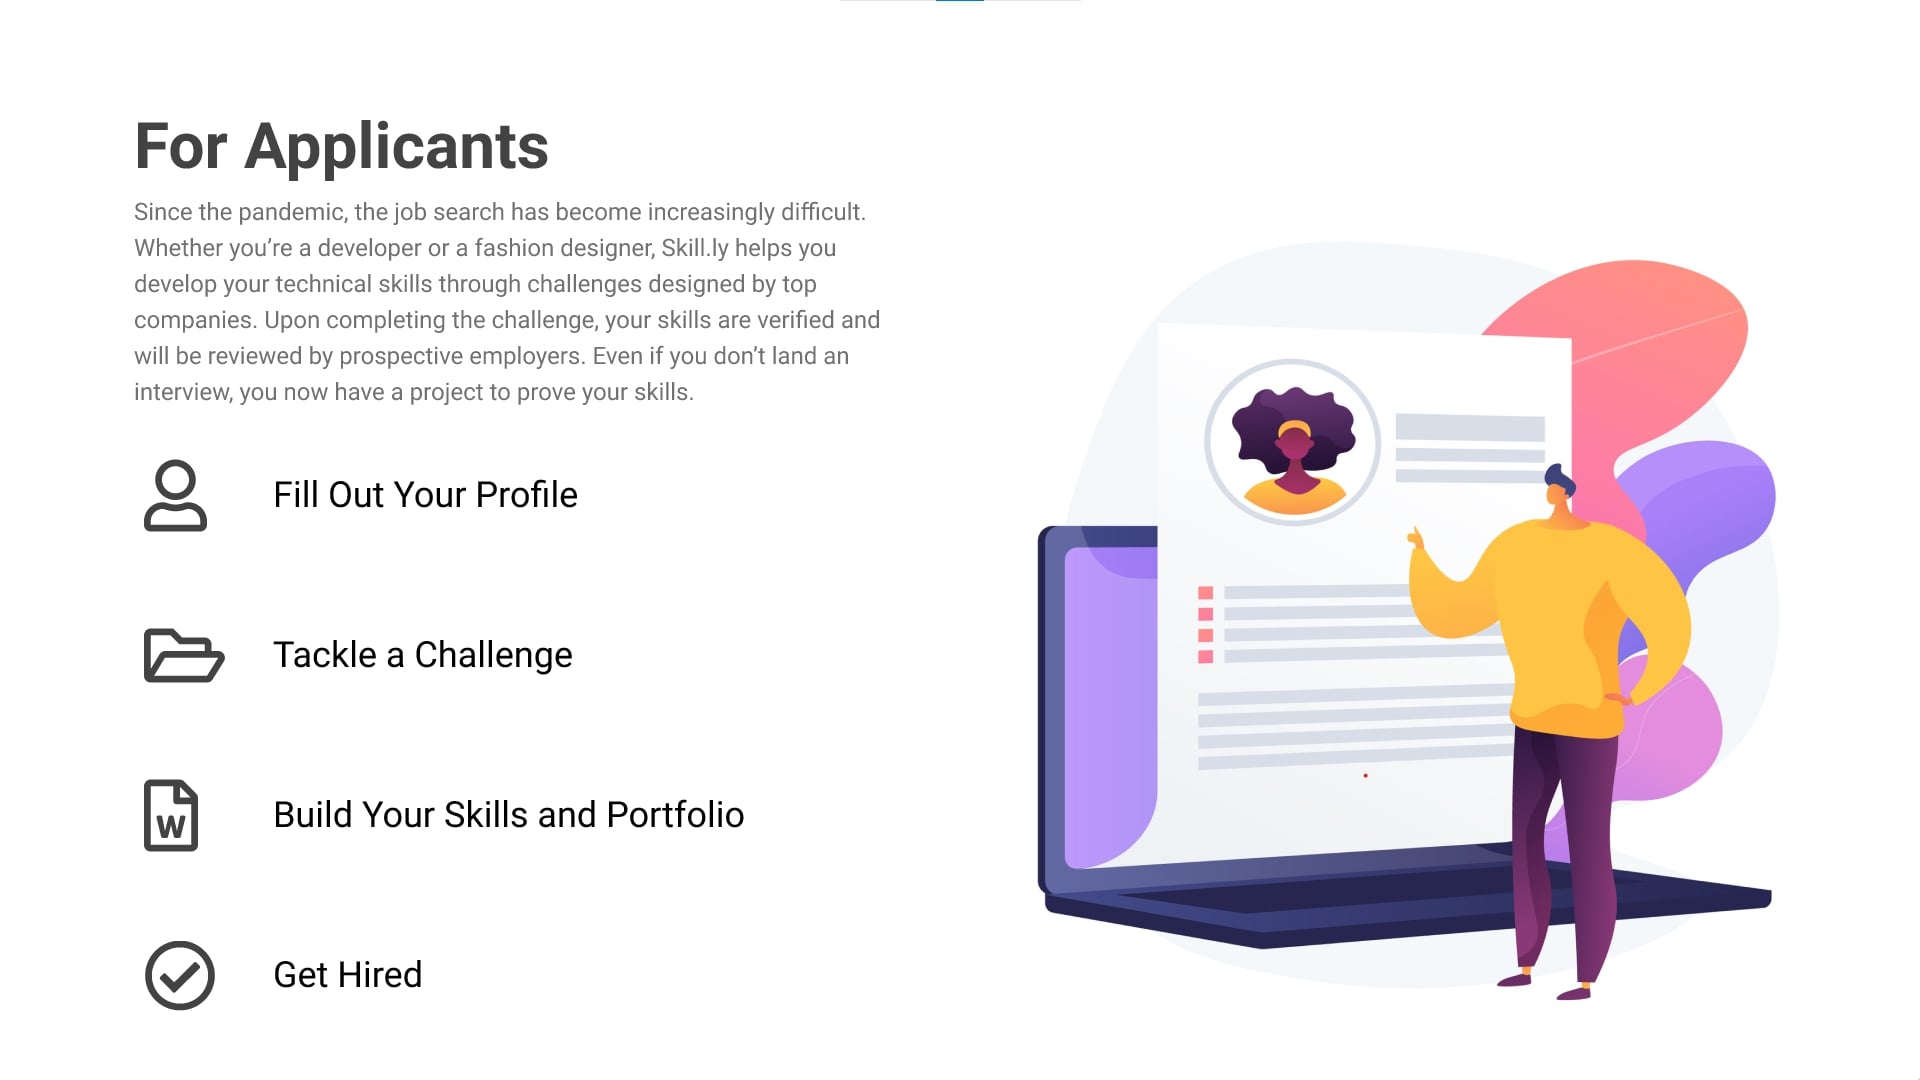 For Applicants
Since the pandemic, the job search has become increasingly difficult.
Whether you’re a developer or a fashion designer, Skill.ly helps you
develop your technical skills through challenges designed by top
companies. Upon completing the challenge, your skills are verified and
will be reviewed by prospective employers. Even if you don’t land an
interview, you now have a project to prove your skills.
Fill Out Your Profile
Tackle a Challenge
W
Build Your Skills and Portfolio
Get Hired